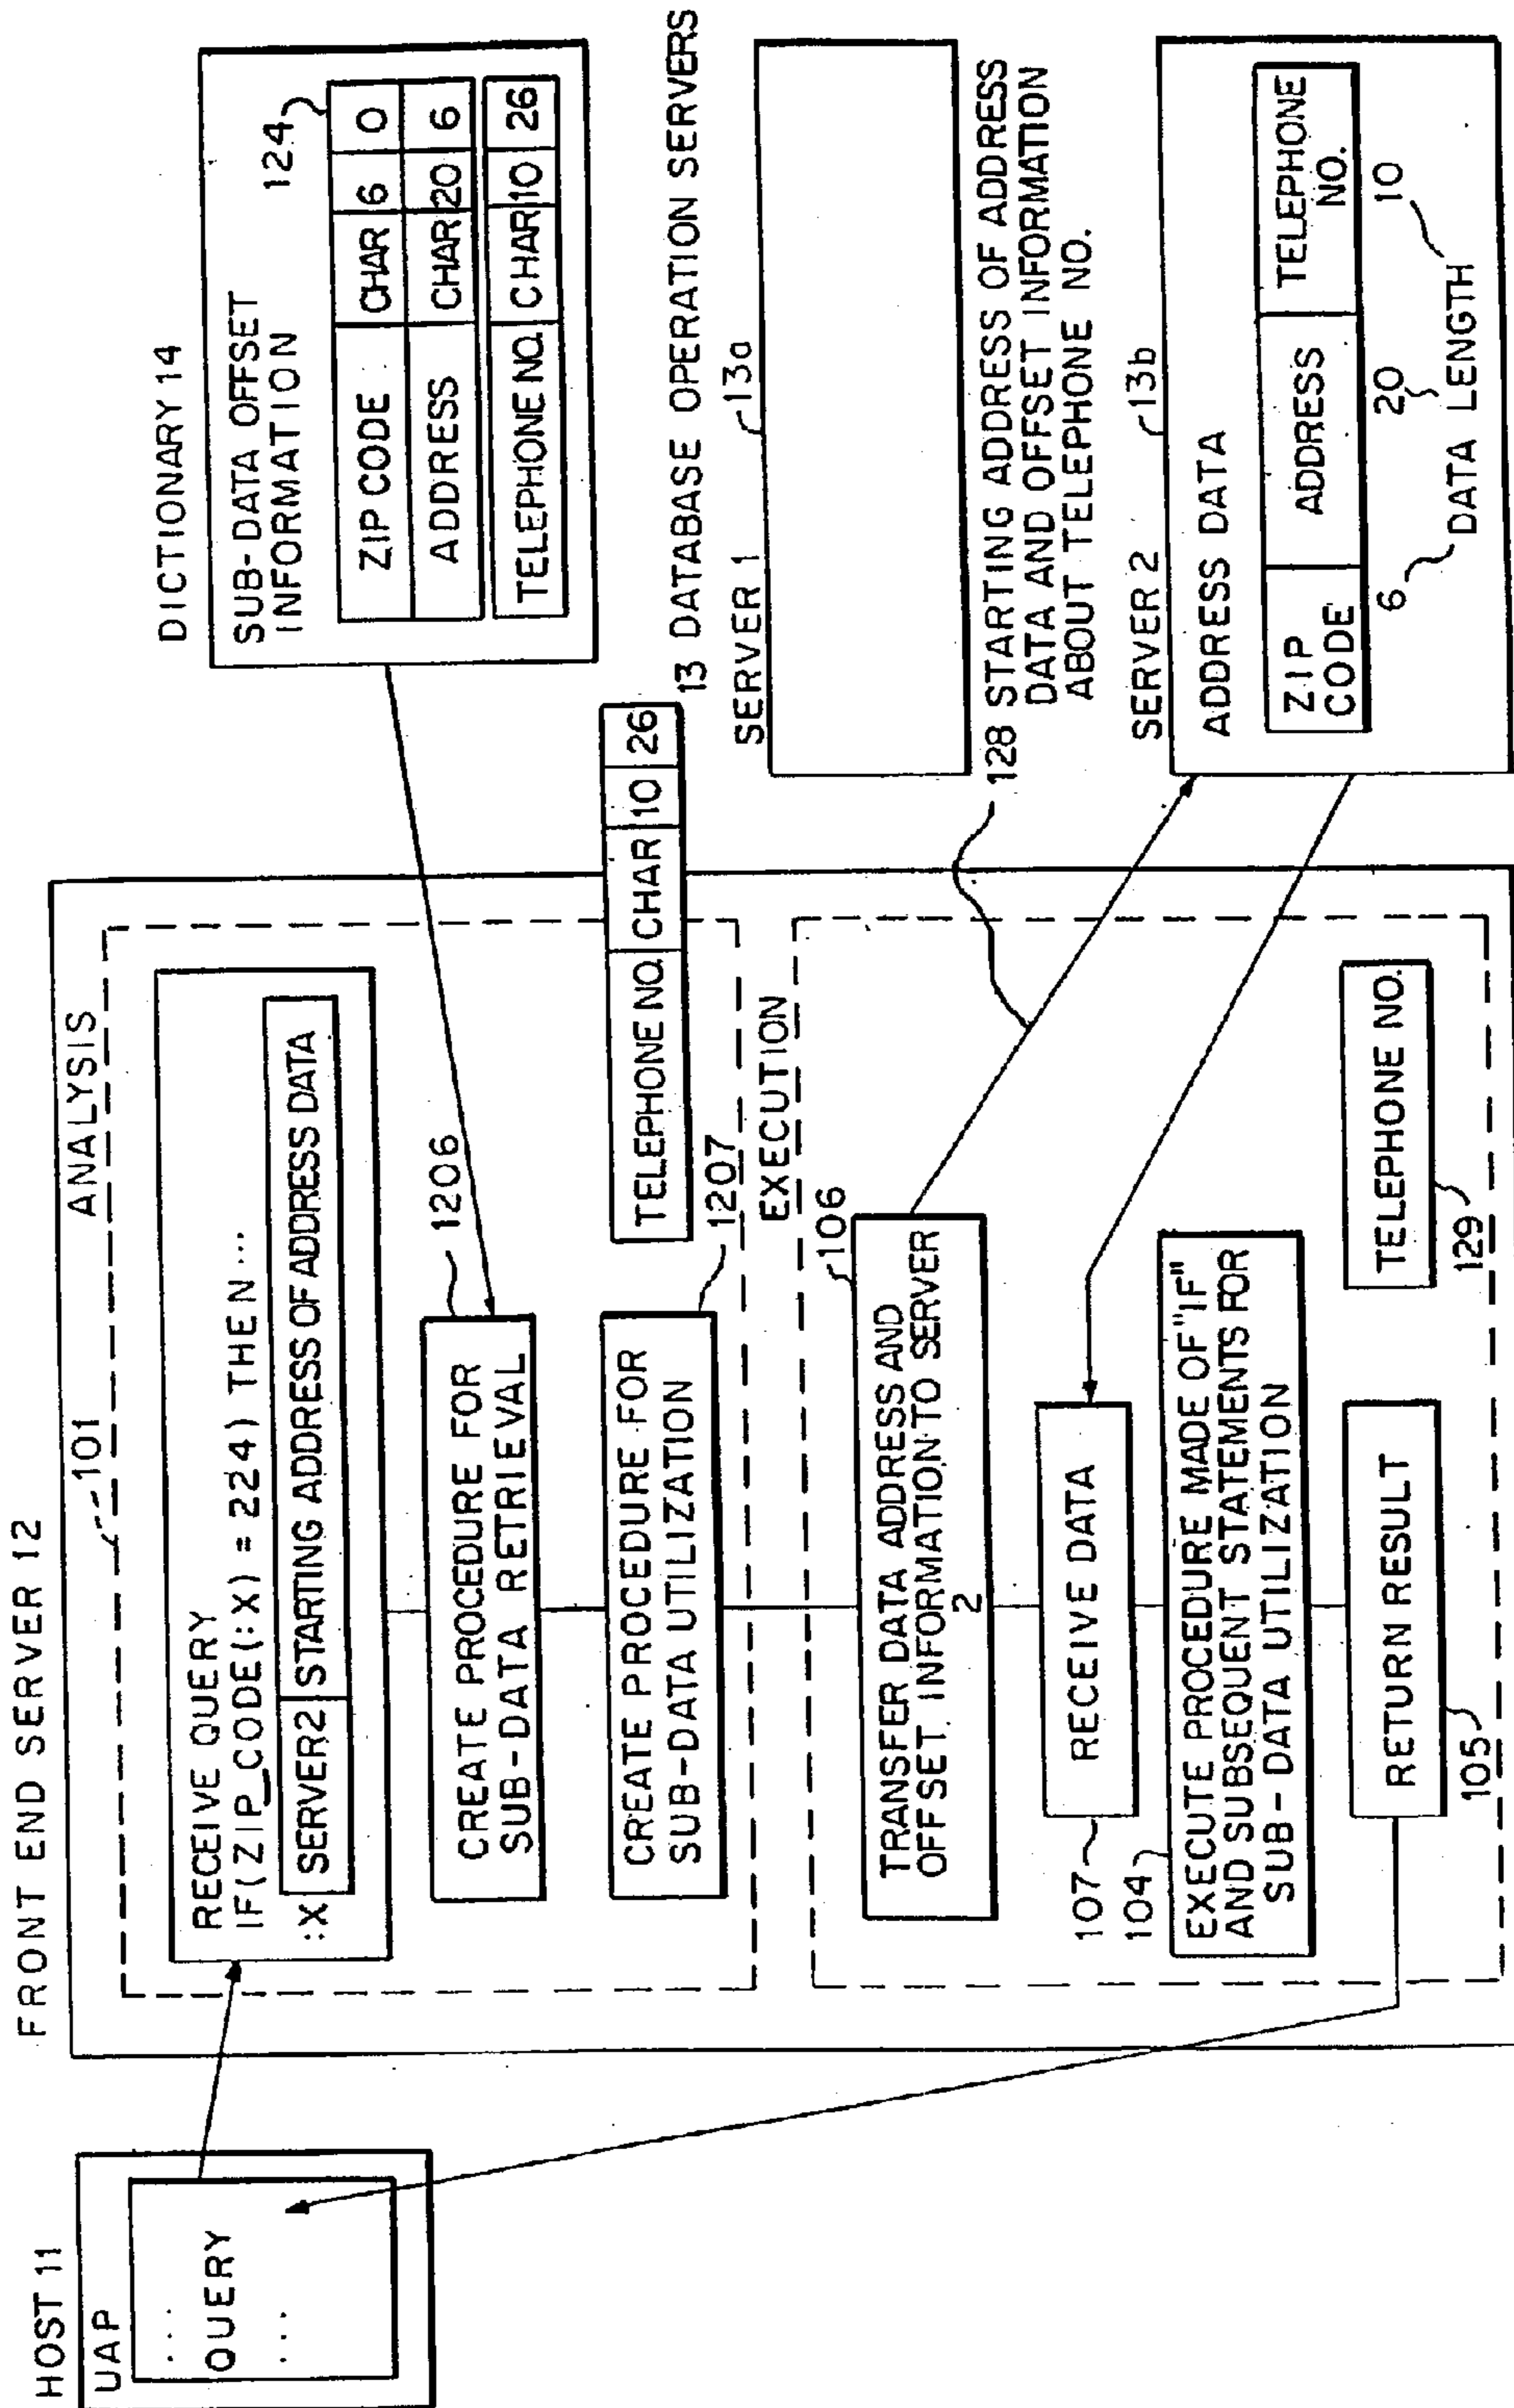 HOST 11
UAP
...
QUERY
...
FRONT END SERVER 12
101
ANALYSIS
RECEIVE QUERY
IF(ZIP_CODE(:X) = 224) THEN...
:X SERVER2 STARTING ADDRESS OF ADDRESS DATA
CREATE PROCEDURE FOR
SUB-DATA RETRIEVAL
1206
CREATE PROCEDURE FOR
SUB-DATA UTILIZATION
1207
TELEPHONE NO. CHAR 10 26
EXECUTION
106
TRANSFER DATA ADDRESS AND
OFFSET. INFORMATION TO SERVER
2
RECEIVE DATA
107
104
EXECUTE PROCEDURE MADE OF "IF"
AND SUBSEQUENT STATEMENTS FOR
SUB-DATA UTILIZATION
RETURN RESULT
105
TELEPHONE NO.
129
DICTIONARY 14
SUB-DATA OFFSET
INFORMATION
124
ZIP CODE CHAR 6 0
ADDRESS CHAR 20 6
TELEPHONE NO. CHAR 10 26
13 DATABASE OPERATION SERVERS
SERVER 1
13a
128 STARTING ADDRESS OF ADDRESS
DATA AND OFFSET INFORMATION
ABOUT TELEPHONE NO.
SERVER 2
13b
ADDRESS DATA
ZIP
CODE
ADDRESS
TELEPHONE
NO.
6 20 10
DATA LENGTH